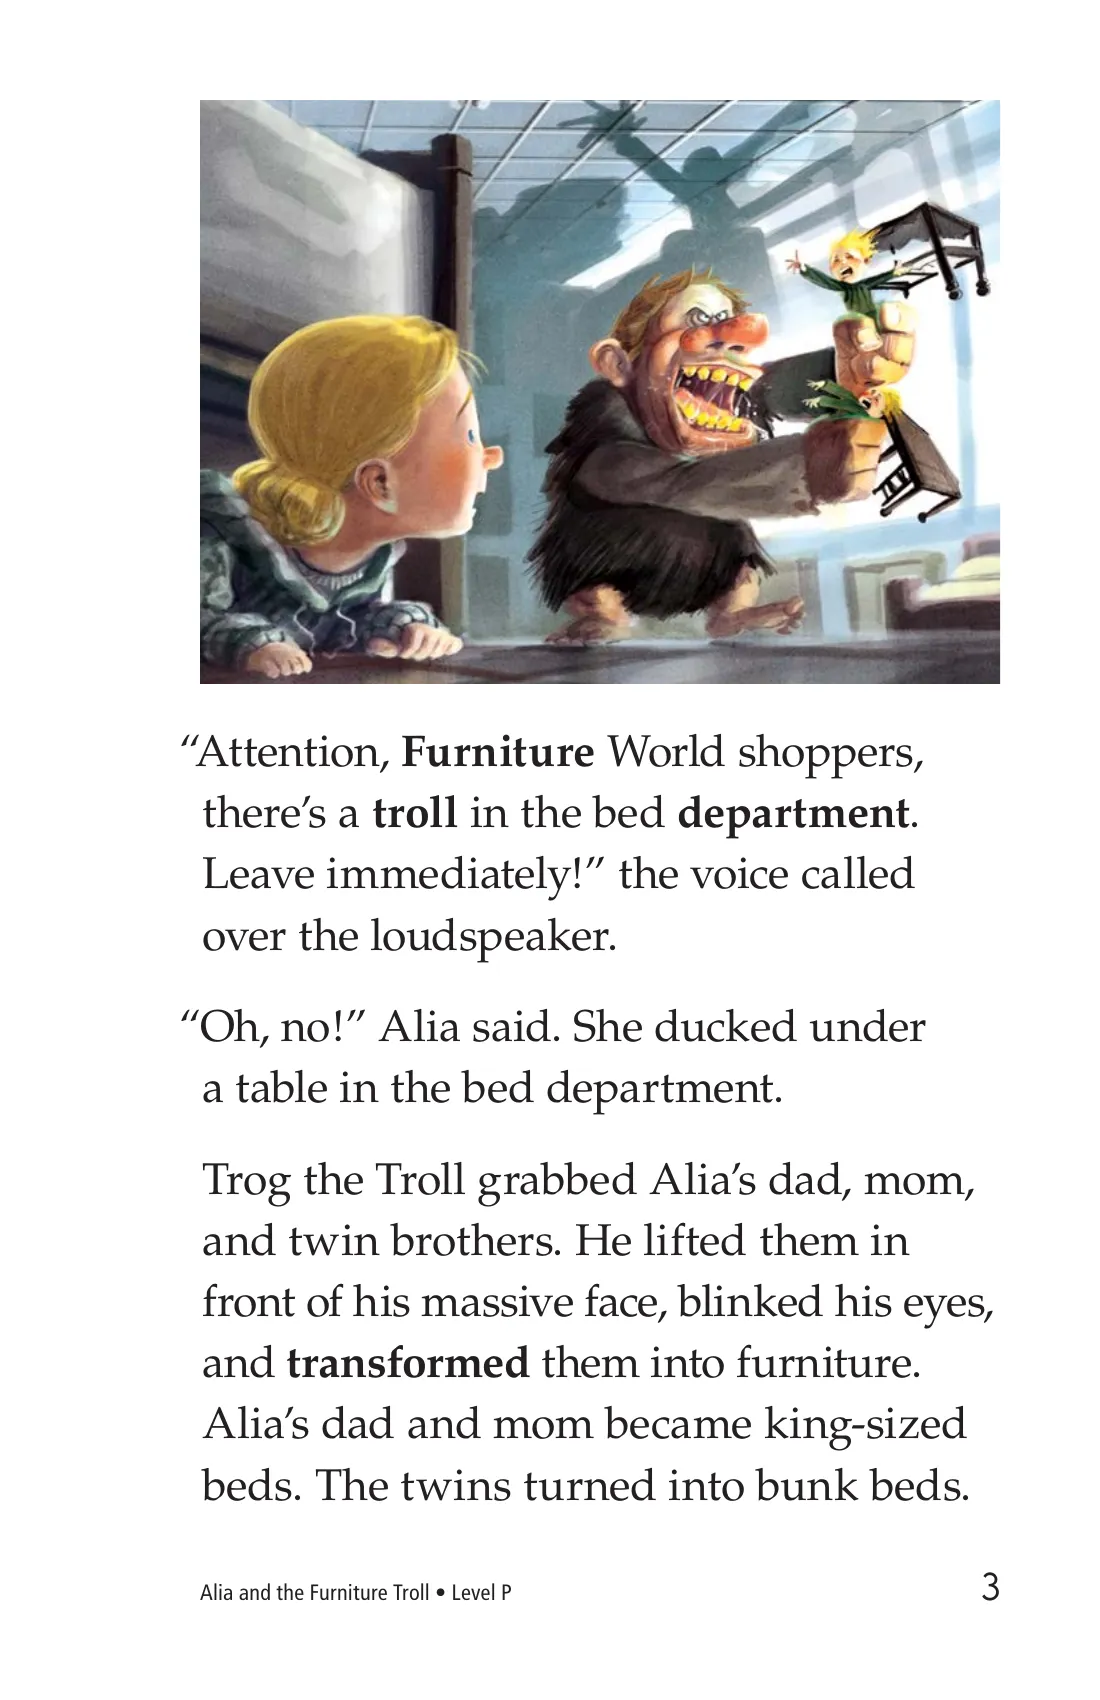 “Attention, Furniture World shoppers,
there’s a troll in the bed department.
Leave immediately!” the voice called
over the loudspeaker.
“Oh, no!” Alia said. She ducked under
a table in the bed department.
Trog the Troll grabbed Alia’s dad, mom,
and twin brothers. He lifted them in
front of his massive face, blinked his eyes,
and transformed them into furniture.
Alia’s dad and mom became king-sized
beds. The twins turned into bunk beds.
Alia and the Furniture Troll • Level P
3